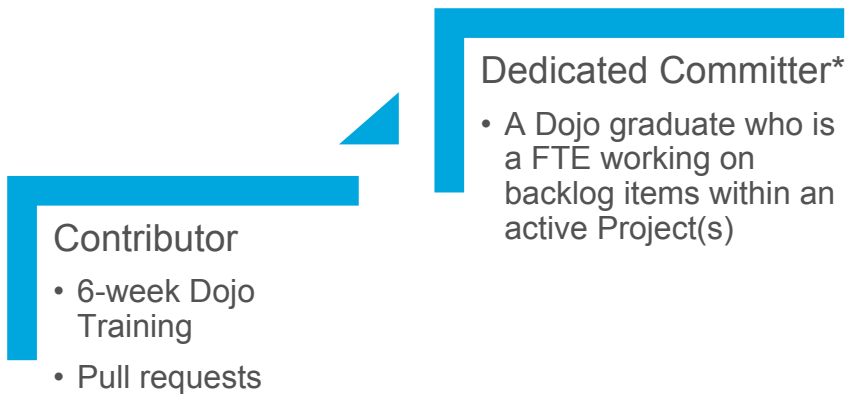 Dedicated Committer*
• A Dojo graduate who is
a FTE working on
backlog items within an
active Project(s)
Contributor
• 6-week Dojo
Training
• Pull requests